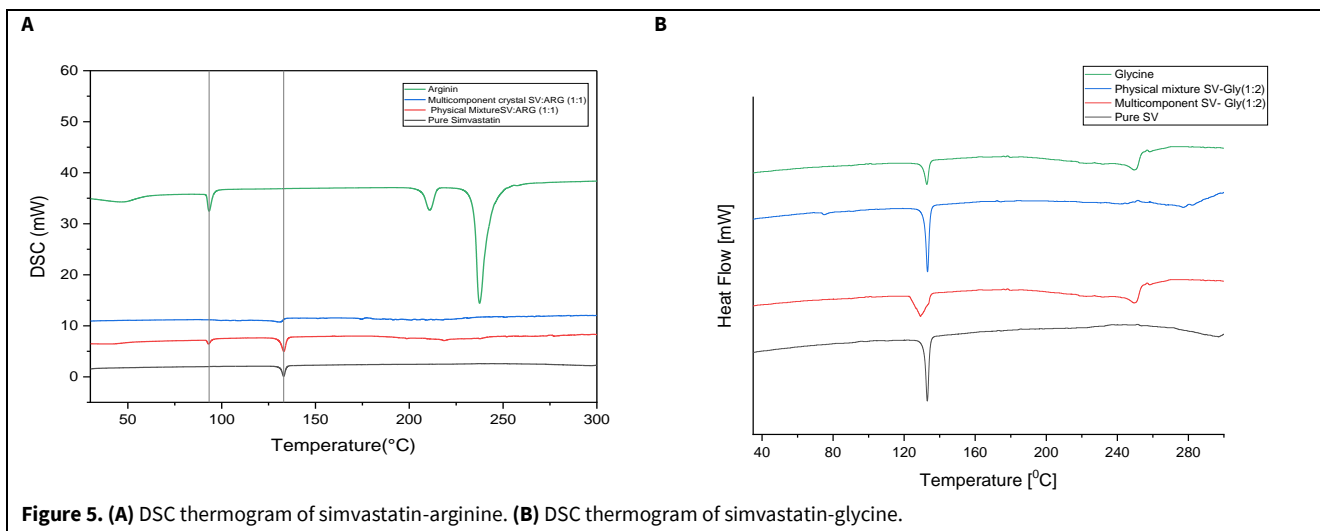 A
B
60
50
40
30
20
10
0
DSC (mW)
Arginin
Multicomponent crystal SV:ARG (1:1)
Physical MixtureSV:ARG (1:1)
Pure Simvastatin
50 100 150 200 250 300
Temperature(°C)
Glycine
Physical mixture SV-Gly(1:2)
Multicomponent SV- Gly(1:2)
Pure SV
Heat Flow [mW]
40 80 120 160 200 240 280
Temperature [⁰C]
Figure 5. (A) DSC thermogram of simvastatin-arginine. (B) DSC thermogram of simvastatin-glycine.